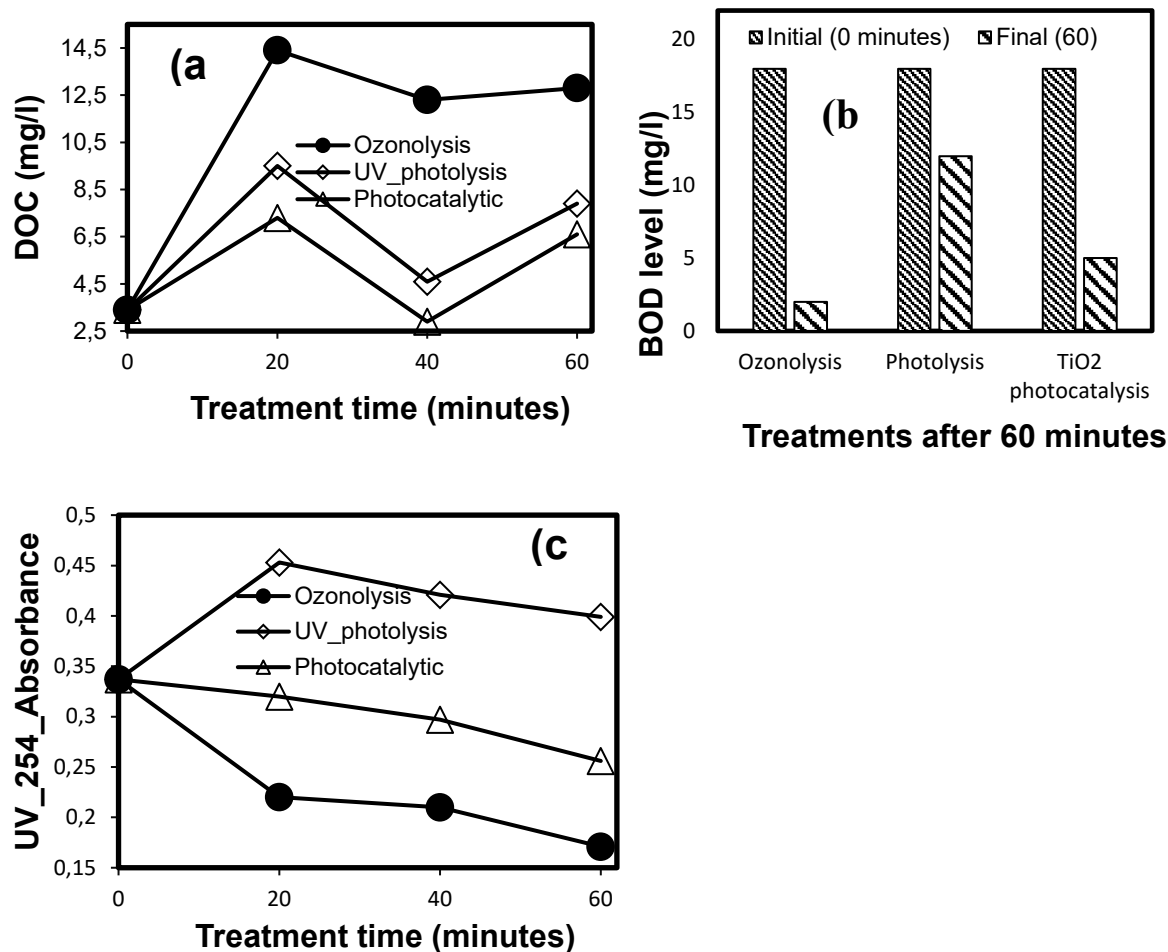 14,5
12,5
10,5
8,5
6,5
4,5
2,5
DOC (mg/l)
(a
Ozonolysis
UV_photolysis
Photocatalytic
0
20
40
60
Treatment time (minutes)
20
15
10
5
0
BOD level (mg/l)
Initial (0 minutes)
Final (60)
(b
Ozonolysis
Photolysis
TiO2
photocatalysis
Treatments after 60 minutes
0,5
0,45
0,4
0,35
0,3
0,25
0,2
0,15
UV_254_Absorbance
(c
Ozonolysis
UV_photolysis
Photocatalytic
0
20
40
60
Treatment time (minutes)